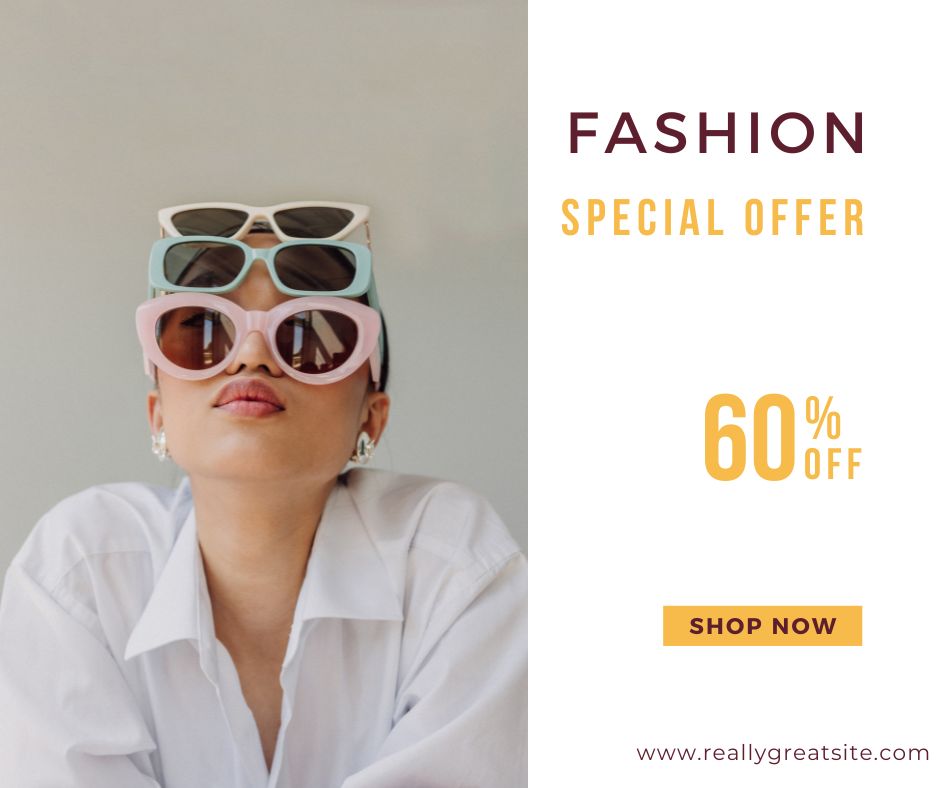 FASHION
SPECIAL OFFER
60%
OFF
SHOP NOW
www.reallygreatsite.com